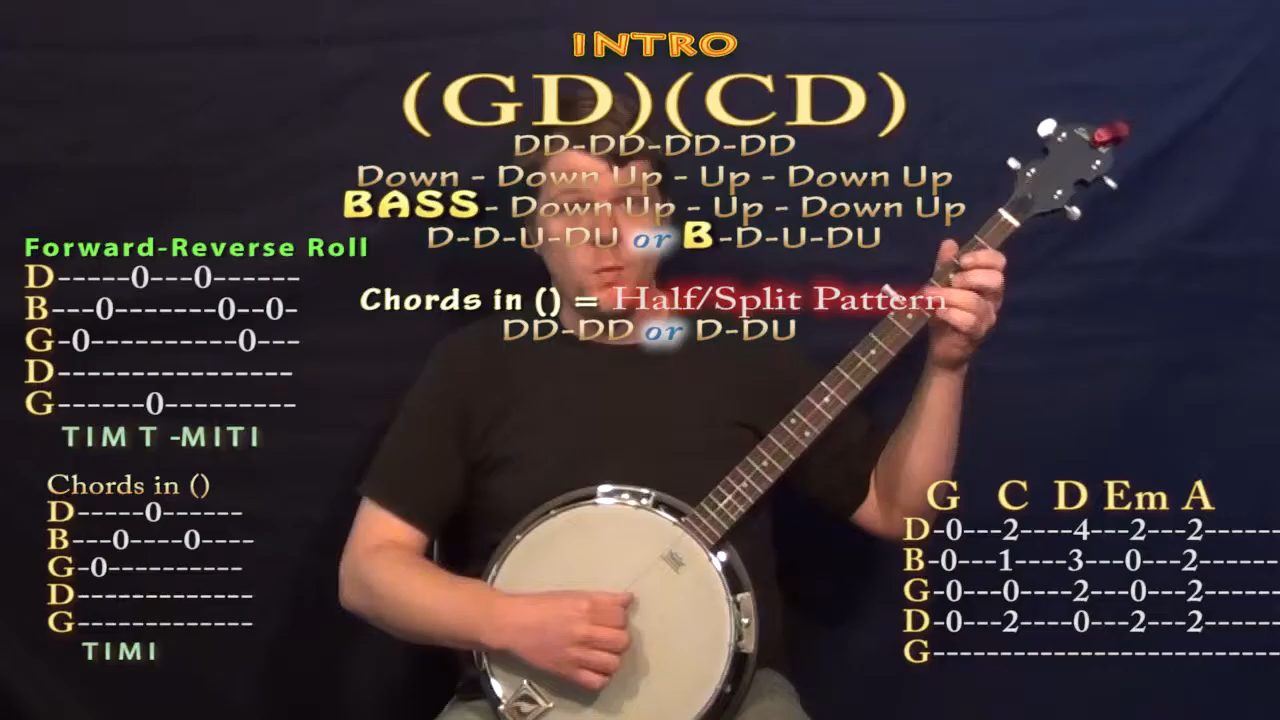 INTRO
(GD)(CD)
DD-DD-DD-DD
Down - Down Up - Up - Down Up
BASS - Down Up - Up - Down Up
D-D-U-DU or B-D-U-DU
Chords in () = Half/Split Pattern
DD-DD or D-DU
Forward-Reverse Roll
D-----0---0------
B---0-------0--0-
G-0----------0---
D----------------
G------0---------
TIM T -MITI
Chords in ()
D-----0------
B---0----0---
G-0----------
D------------
G------------
TIMI
G C D Em A
D-0---2----4---2---2------
B-0---1----3---0---2------
G-0---0----2---0---2------
D-0---2----0---2---2------
G-------------------------